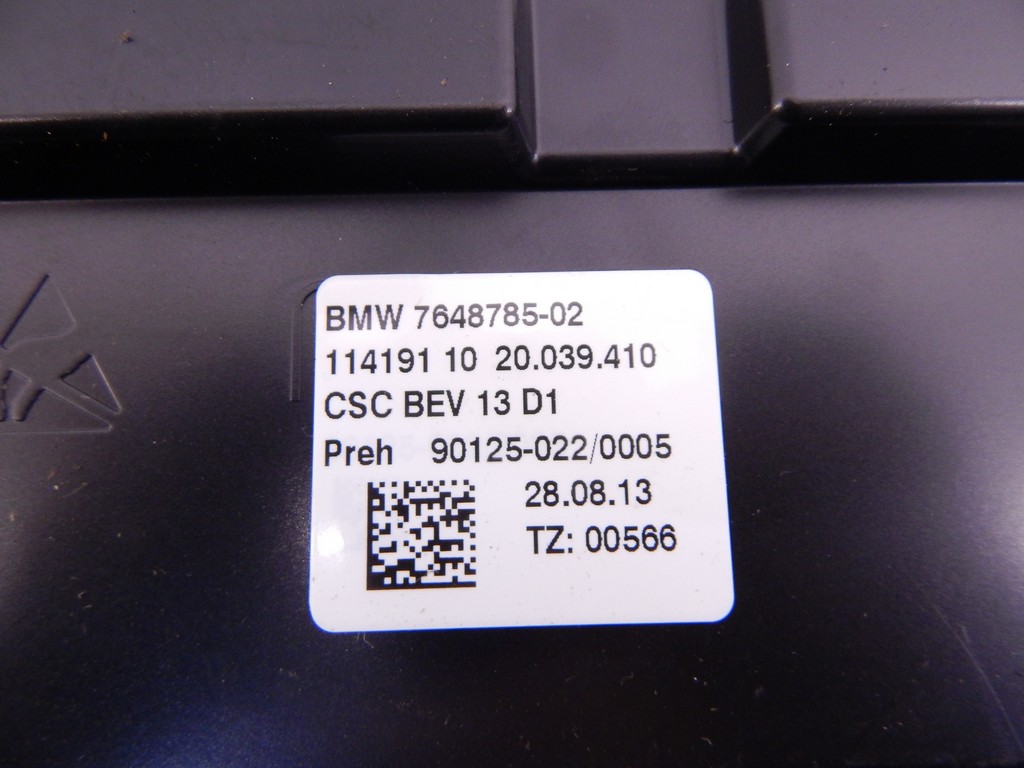 BMW 7648785-02
114191 10 20.039.410
CSC BEV 13 D1
Preh 90125-022/0005
28.08.13
TZ: 00566